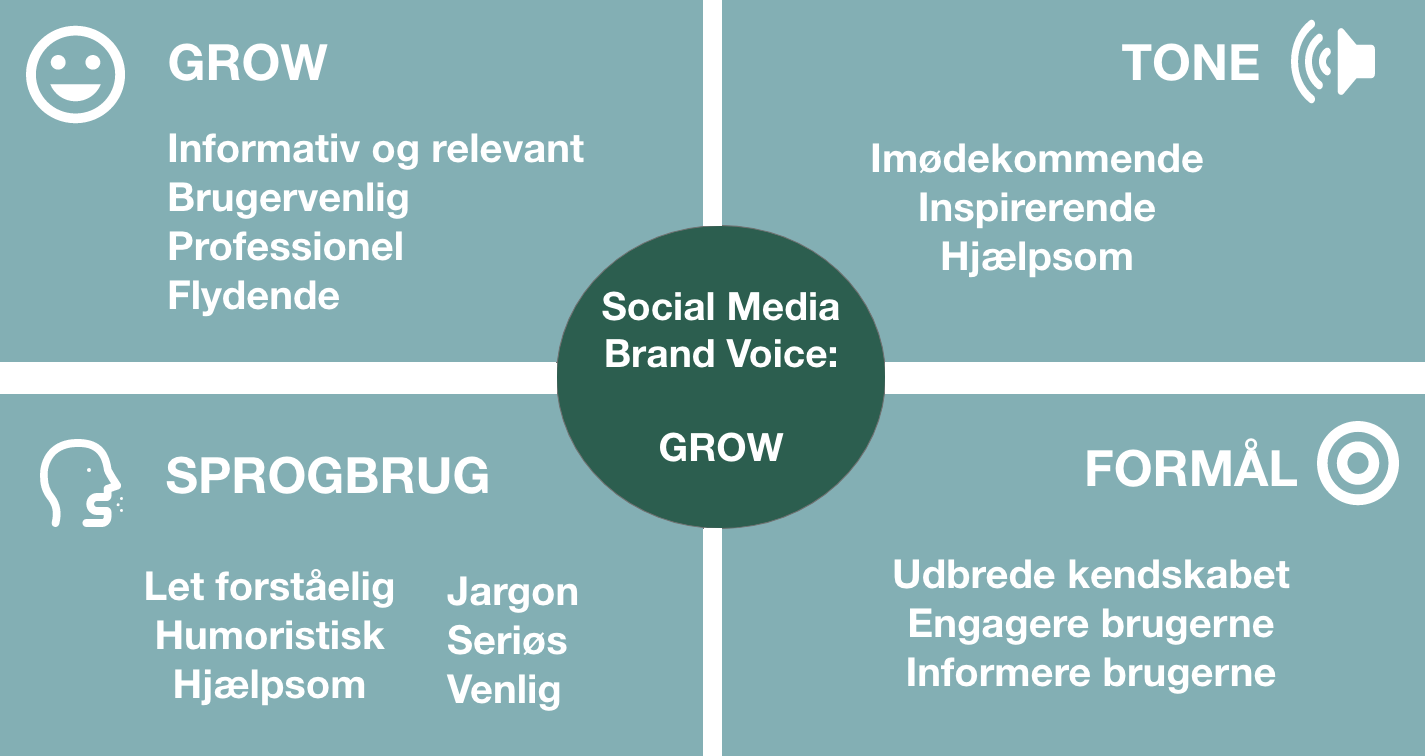 GROW
Informativ og relevant
Brugervenlig
Professionel
Flydende
TONE
Imødekommende
Inspirerende
Hjælpsom
Social Media
Brand Voice:
GROW
SPROGBRUG
Let forståelig
Humoristisk
Hjælpsom
Jargon
Seriøs
Venlig
FORMÅL
Udbrede kendskabet
Engagere brugerne
Informere brugerne